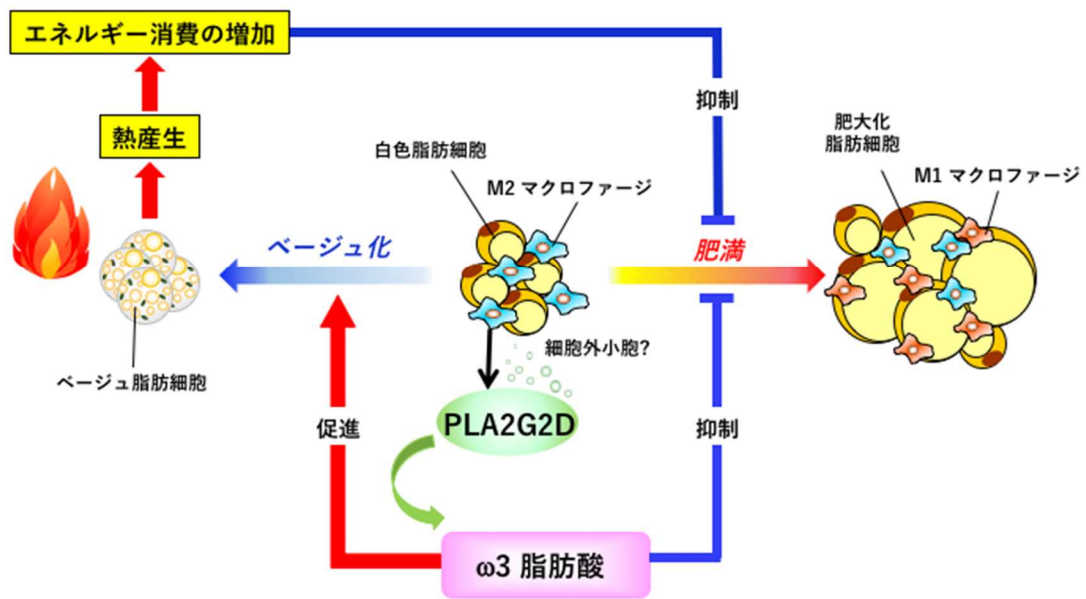 エネルギー消費の増加
熱産生
抑制
肥大化
脂肪細胞
白色脂肪細胞
M2 マクロファージ
M1 マクロファージ
ベージュ化
肥満
細胞外小胞?
ベージュ脂肪細胞
PLA2G2D
促進
抑制
ω3 脂肪酸